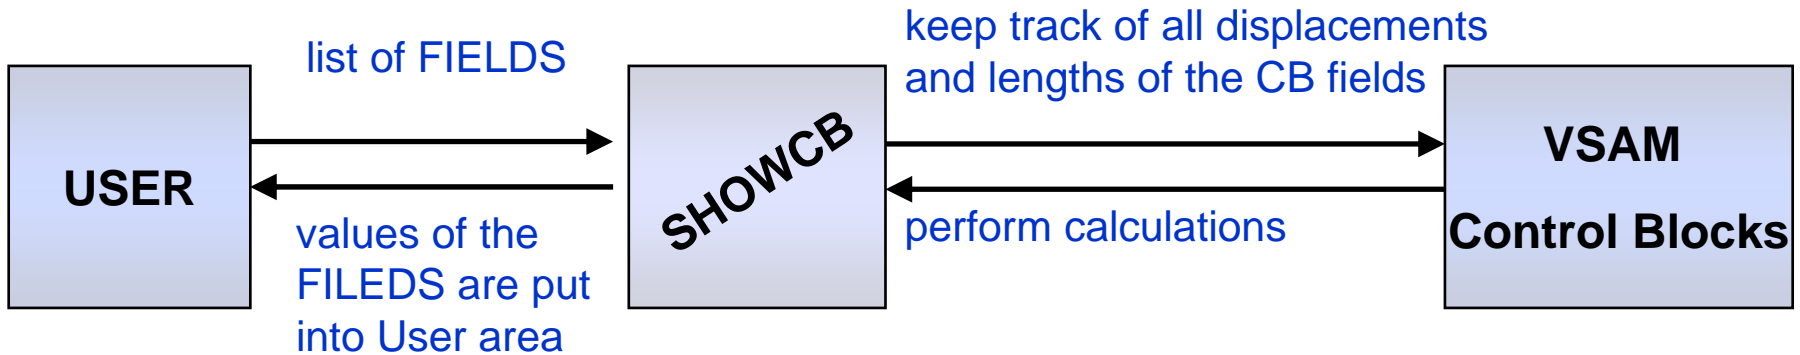 USER
list of FIELDS
values of the
FILEDS are put
into User area
SHOWCB
keep track of all displacements
and lengths of the CB fields
perform calculations
VSAM
Control Blocks